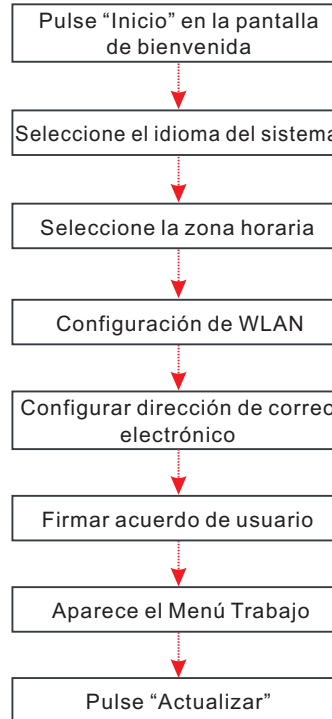 Pulse “Inicio” en la pantalla
de bienvenida
Seleccione el idioma del sistema
Seleccione la zona horaria
Configuración de WLAN
Configurar dirección de correo
electrónico
Firmar acuerdo de usuario
Aparece el Menú Trabajo
Pulse “Actualizar”